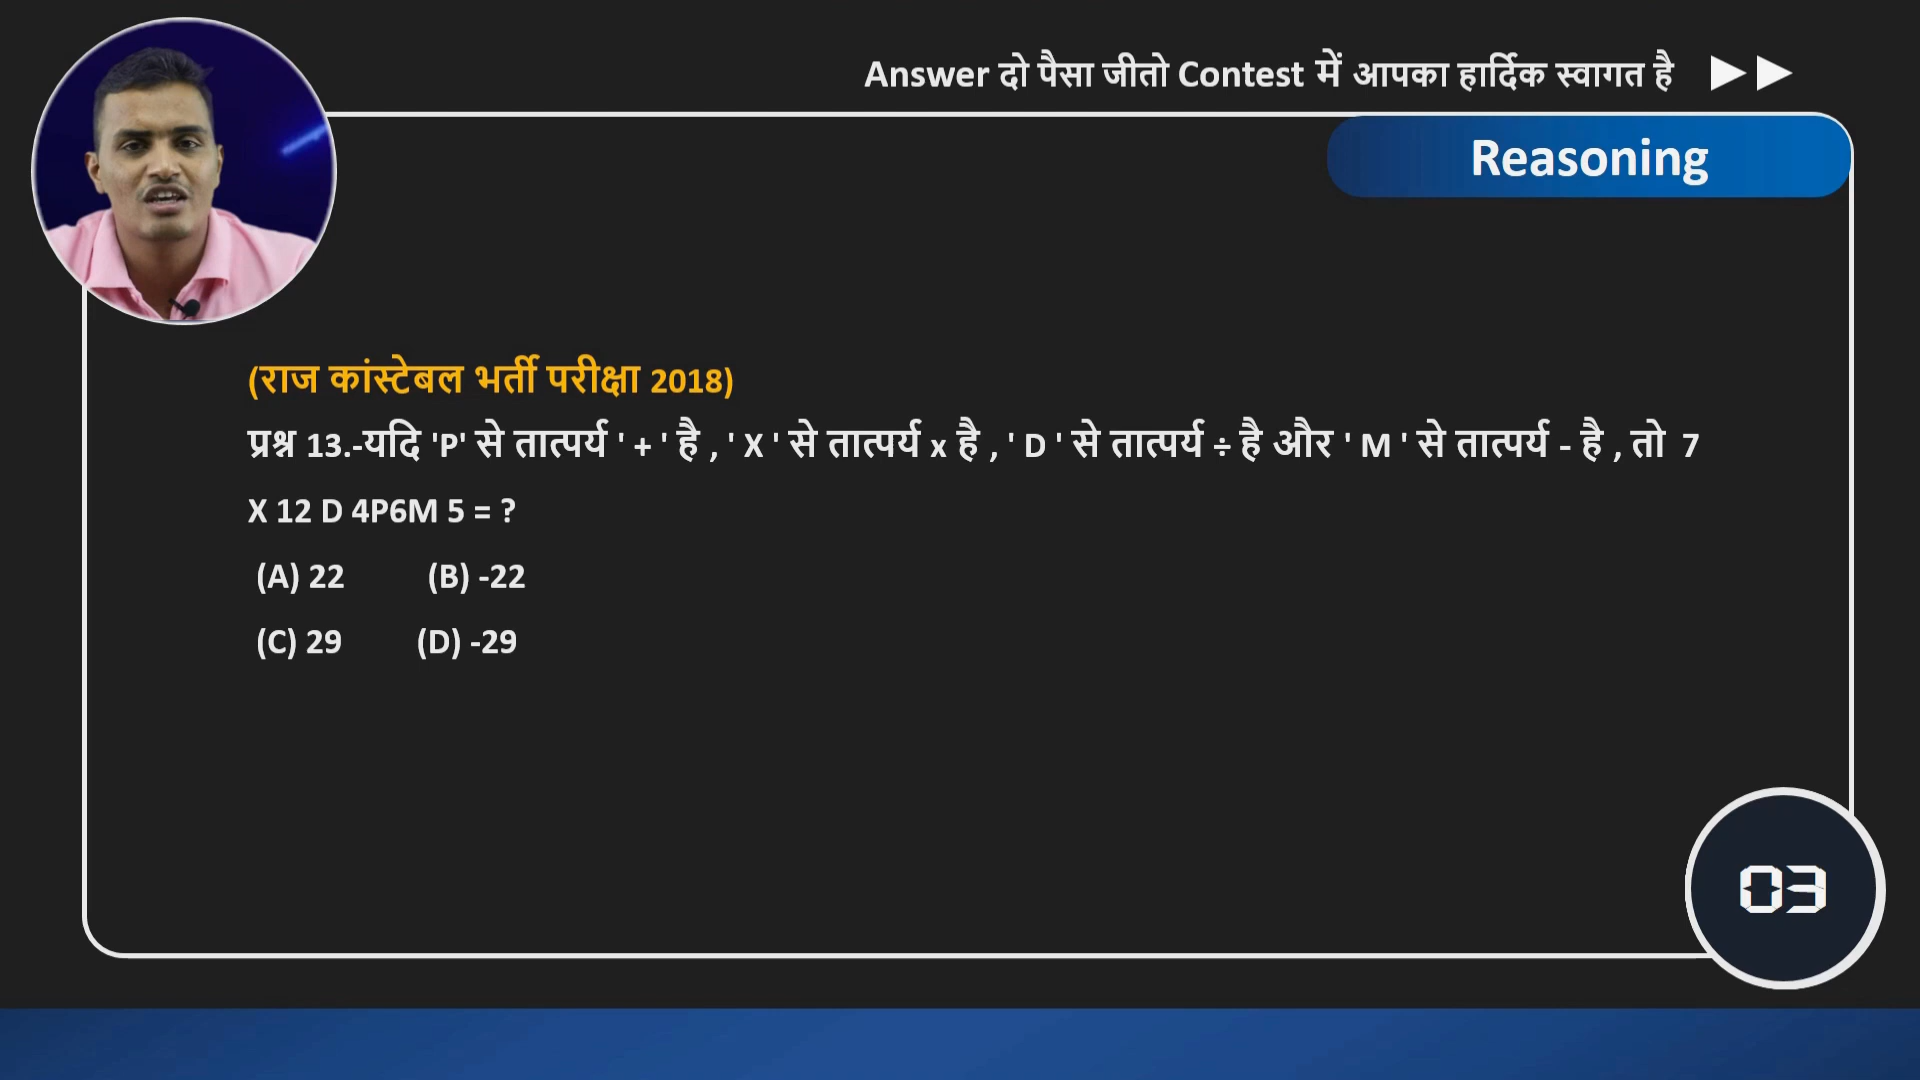 Answer दो पैसा जीतो Contest में आपका हार्दिक स्वागत है
Reasoning
(राज कांस्टेबल भर्ती परीक्षा 2018)
प्रश्न 13.-यदि 'P' से तात्पर्य ' + ' है , ' X ' से तात्पर्य x है , ' D ' से तात्पर्य ÷ है और ' M ' से तात्पर्य - है , तो 7
X 12 D 4P6M 5 = ?
(A) 22 (B) -22
(C) 29 (D) -29
03